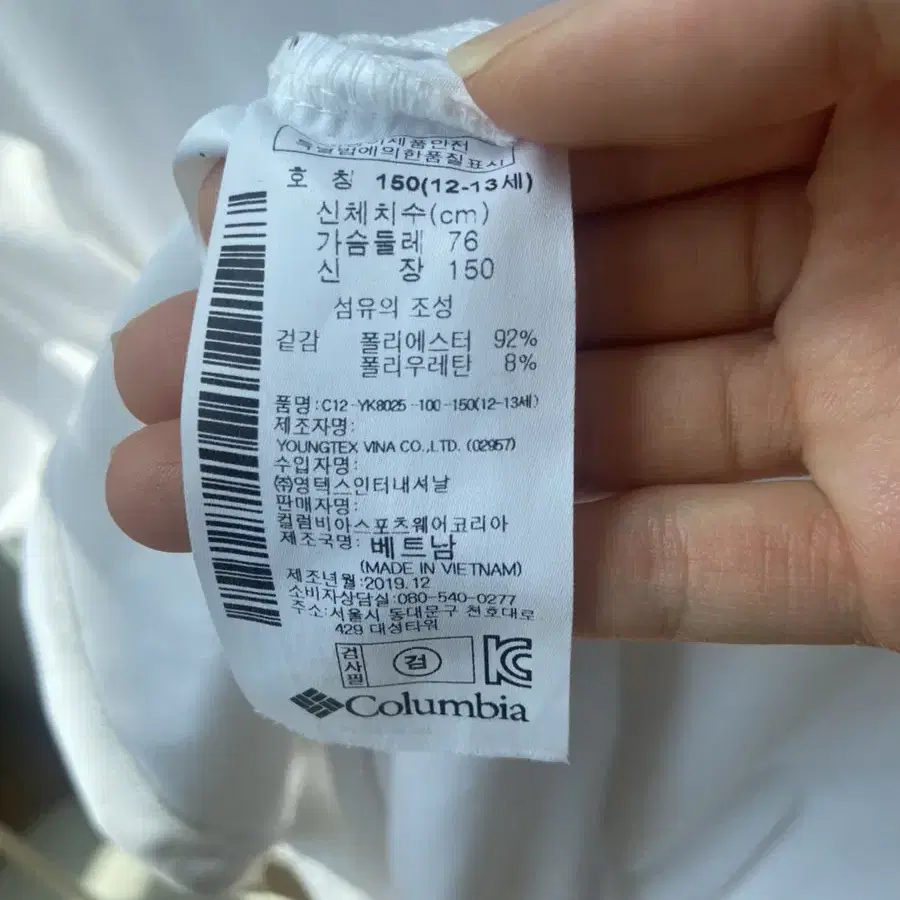 제품안전
특별법에의한품질표시
호 칭 150(12-13세)
신체치수(cm)
가슴둘레 76
신 장 150
섬유의 조성
겉감 폴리에스터 92%
폴리우레탄 8%
품명:C12-YK8025-100-150(12-13세)
제조자명:
YOUNGTEX VINA CO.,LTD. (02957)
수입자명:
㈜영텍스인터내셔날
판매자명:
컬럼비아스포츠웨어코리아
제조국명: 베트남
(MADE IN VIETNAM)
제조년월:2019.12
소비자상담실:080-540-0277
주소:서울시 동대문구 천호대로
429 대성타워
검사필 검
Columbia